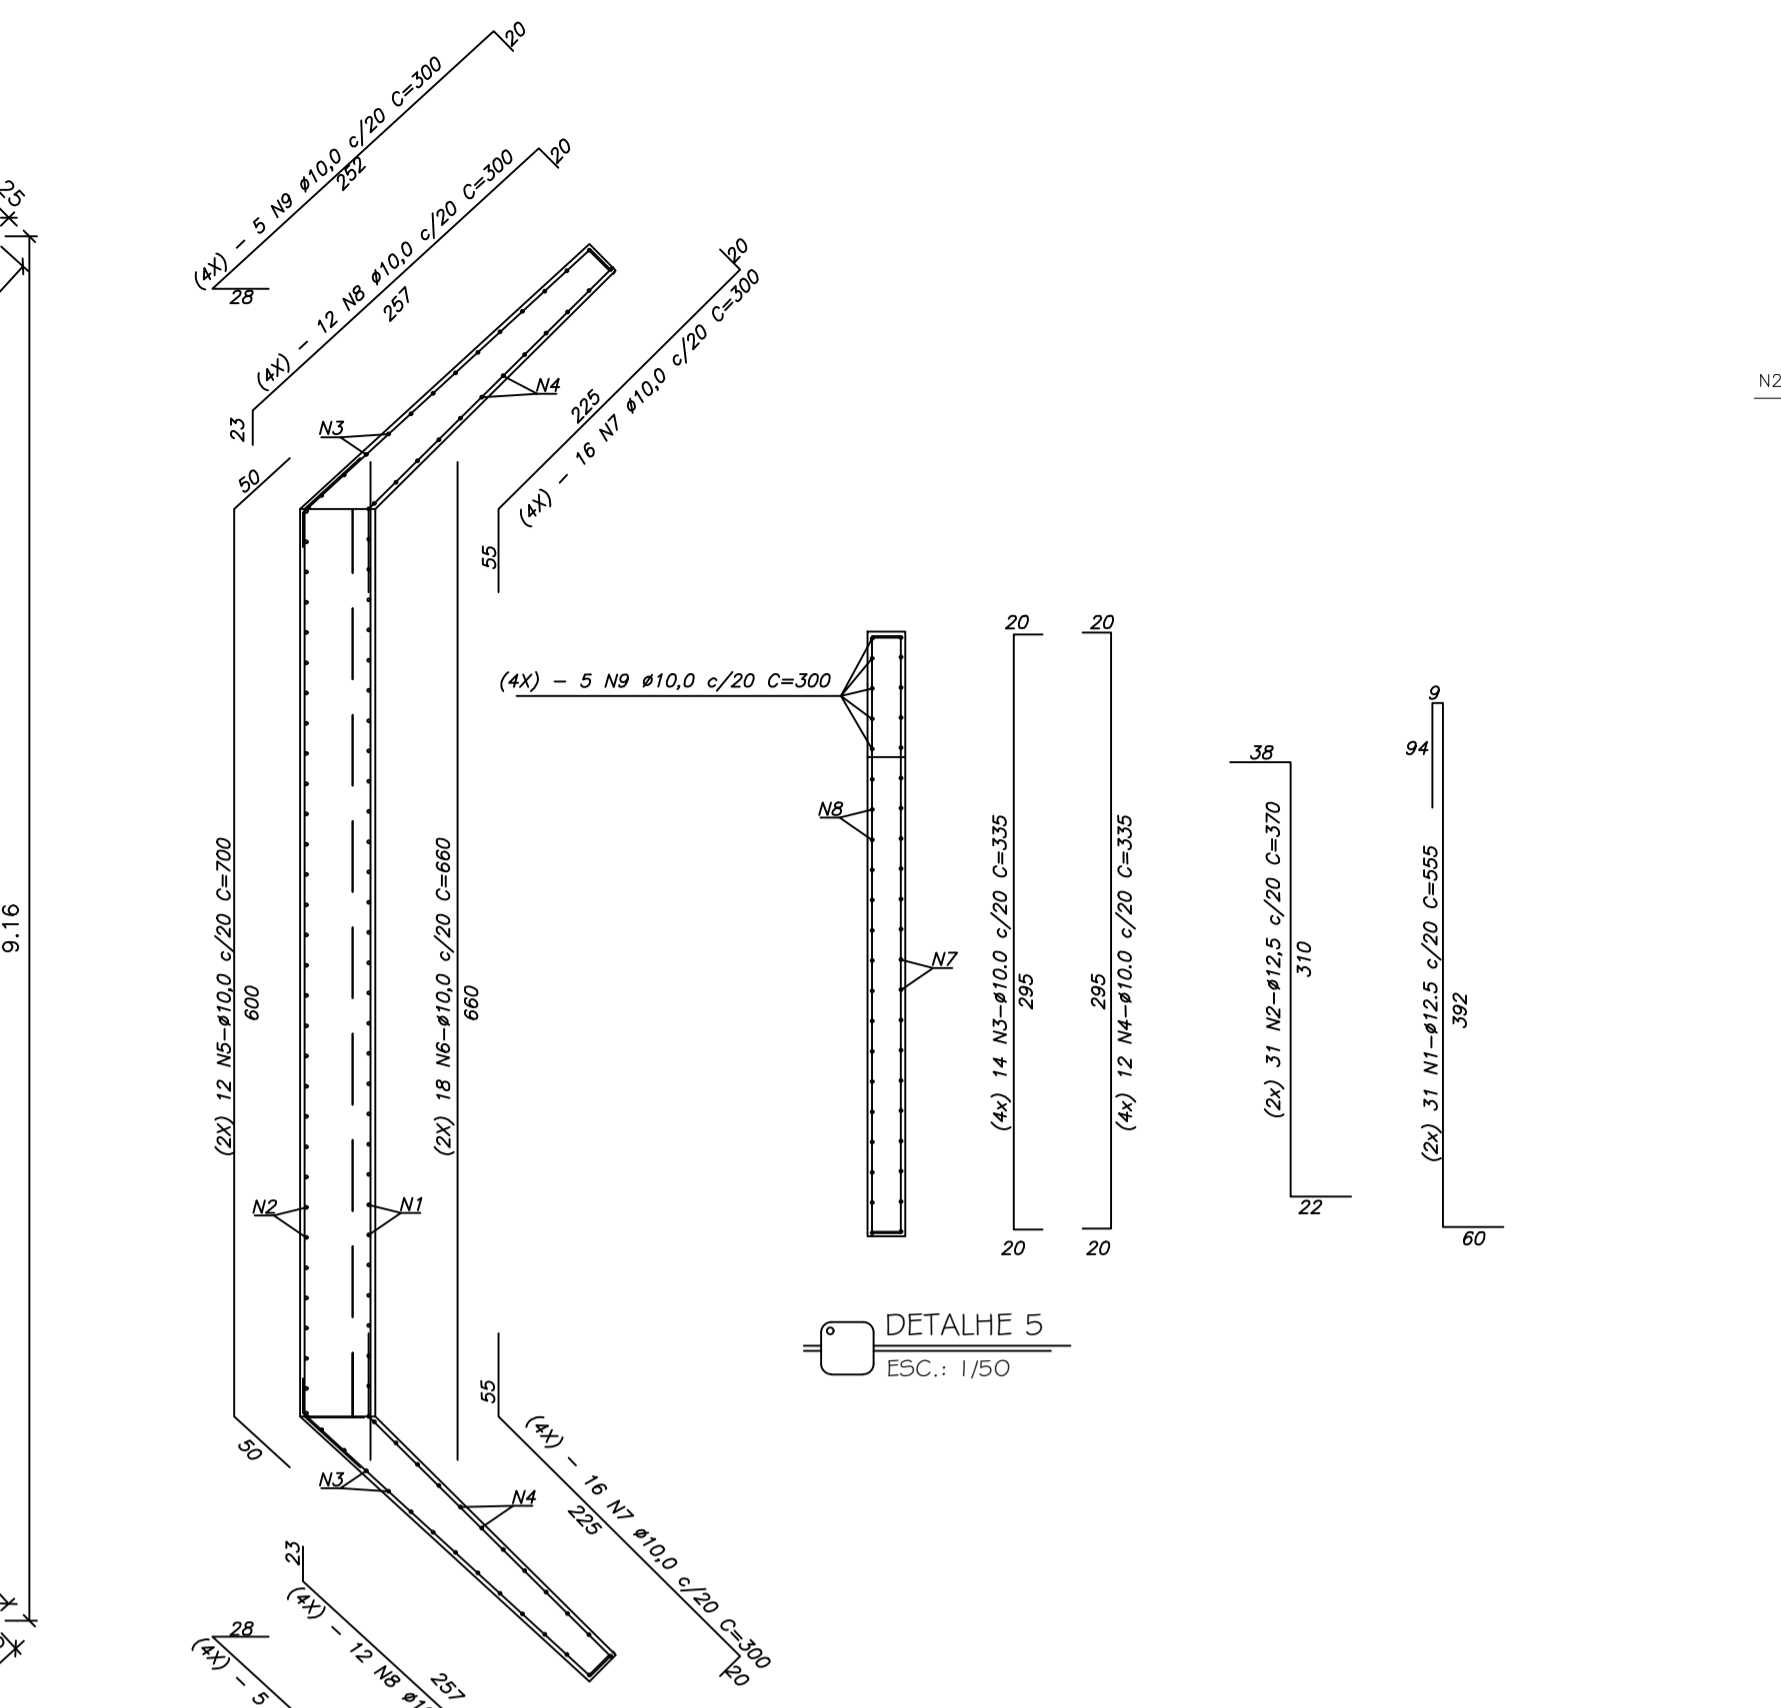 20
(4X) - 5 N9 ø10,0 c/20 C=300
252
28
20
(4X) - 12 N8 ø10,0 c/20 C=300
257
23
25
20
(4X) - 16 N7 ø10,0 c/20 C=300
225
55
N3
N4
50
(2X) 12 N5-ø10,0 c/20 C=700
600
50
(2X) 18 N6-ø10,0 c/20 C=660
660
9.16
N2
N1
N3
N4
55
(4X) - 16 N7 ø10,0 c/20 C=300
225
20
23
(4X) - 12 N8
257
28
(4X) - 5
(4X) - 5 N9 ø10,0 c/20 C=300
N8
N7
20
(4x) 14 N3-ø10.0 c/20 C=335
295
20
20
295
(4x) 12 N4-ø10.0 c/20 C=335
20
38
(2x) 31 N2-ø12,5 c/20 C=370
310
22
9
94
(2x) 31 N1-ø12.5 c/20 C=555
392
60
N2
DETALHE 5
ESC.: 1/50